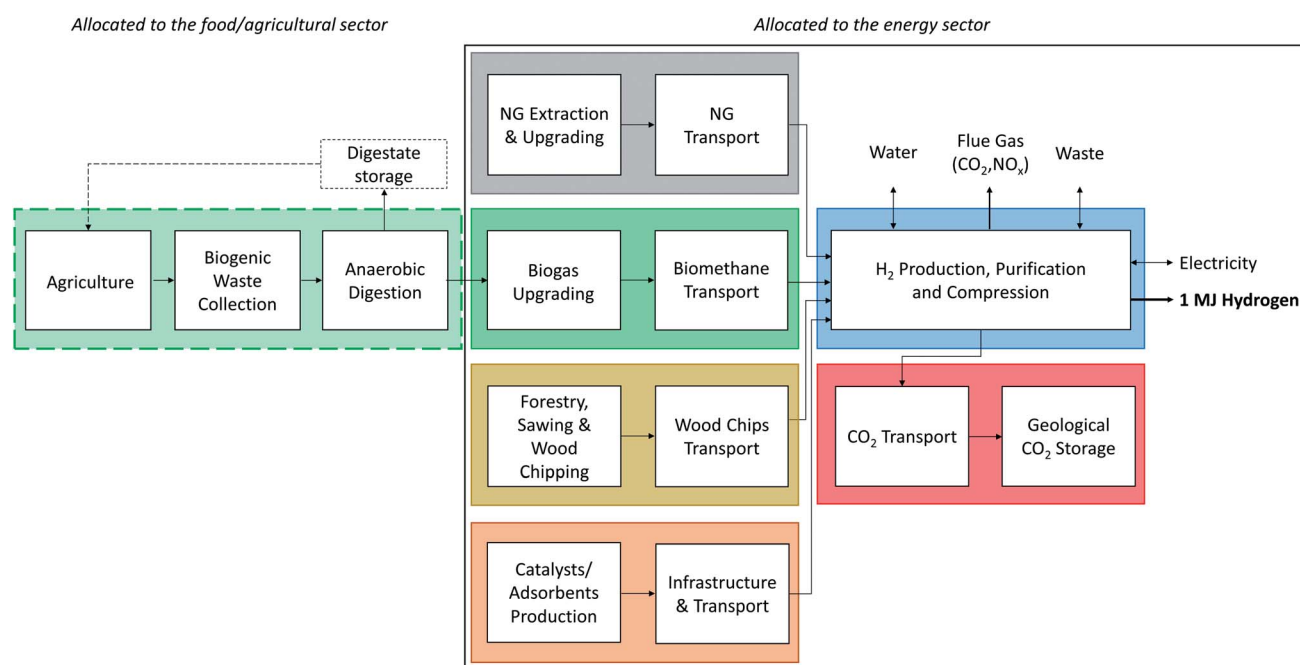 Allocated to the food/agricultural sector
Allocated to the energy sector
NG Extraction
& Upgrading
NG
Transport
Digestate
storage
Water
Flue Gas
(CO₂,NOₓ)
Waste
Agriculture
Biogenic
Waste
Collection
Anaerobic
Digestion
Biogas
Upgrading
Biomethane
Transport
H₂ Production, Purification
and Compression
Electricity
1 MJ Hydrogen
Forestry,
Sawing &
Wood
Chipping
Wood Chips
Transport
CO₂ Transport
Geological
CO₂ Storage
Catalysts/
Adsorbents
Production
Infrastructure
& Transport